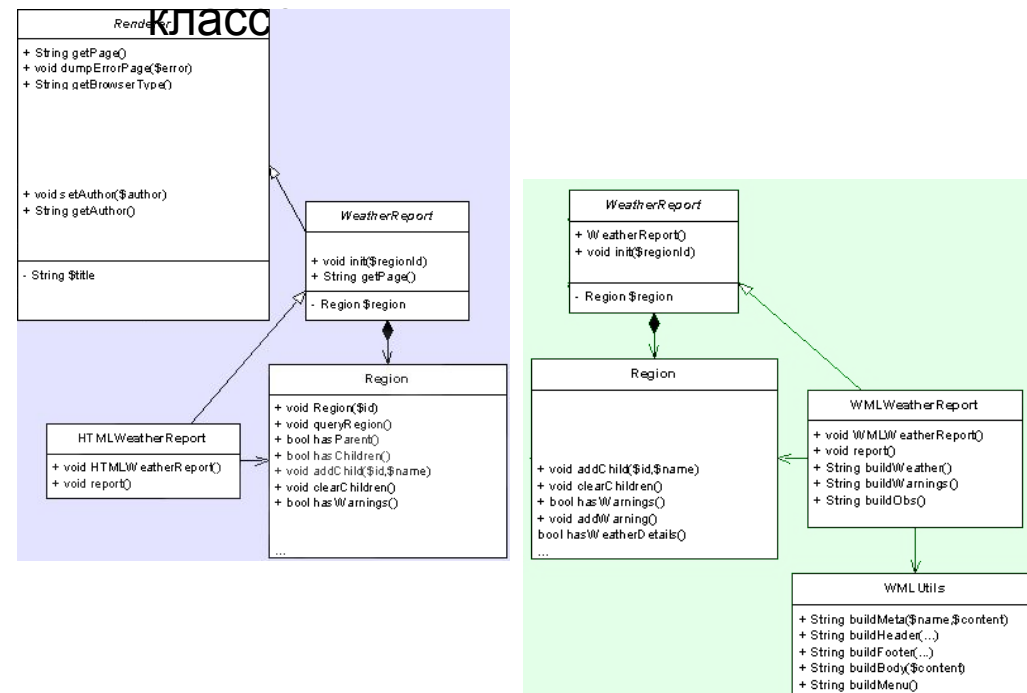 класс
Renderer
+ String getPage()
+ void dumpErrorPage($error)
+ String getBrowserType()
+ void setAuthor($author)
+ String getAuthor()
- String $title
WeatherReport
+ void init($regionId)
+ String getPage()
- Region $region
Region
+ void Region($id)
+ void queryRegion()
+ bool hasParent()
+ bool hasChildren()
+ void addChild($id,$name)
+ void clearChildren()
+ bool hasWarnings()
...
HTMLWeatherReport
+ void HTMLWeatherReport()
+ void report()
WeatherReport
+ WeatherReport()
+ void init($regionId)
- Region $region
Region
+ void addChild($id,$name)
+ void clearChildren()
+ bool hasWarnings()
+ void addWarning()
bool hasWeatherDetails()
...
WMLWeatherReport
+ void WMLWeatherReport()
+ void report()
+ String buildWeather()
+ String buildWarnings()
+ String buildObs()
WMLUtils
+ String buildMeta($name,$content)
+ String buildHeader(...)
+ String buildFooter(...)
+ String buildBody($content)
+ String buildMenu()